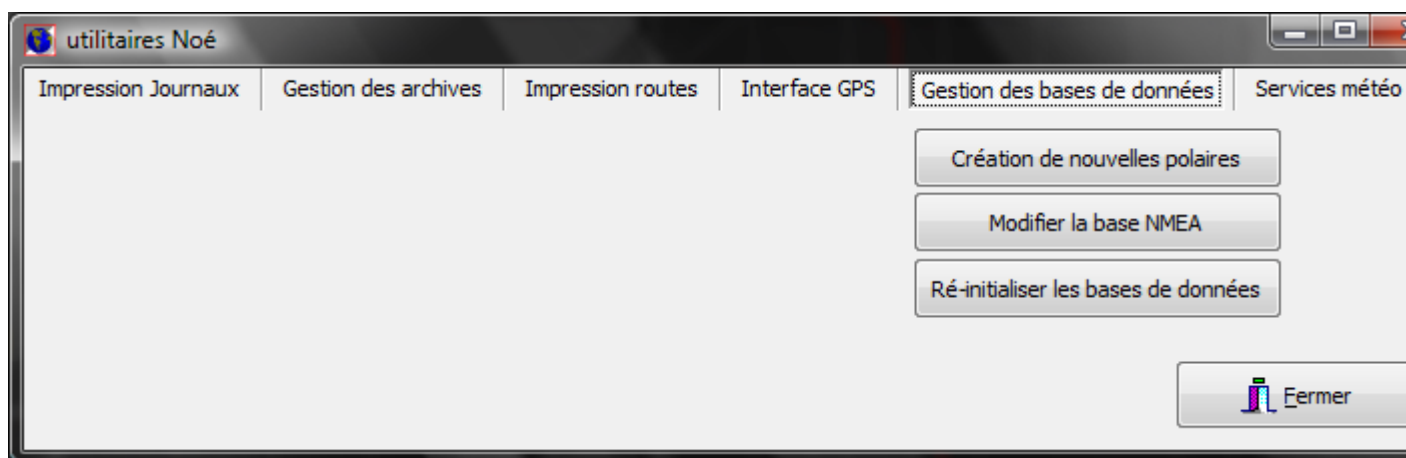 utilitaires Noé
Impression Journaux Gestion des archives Impression routes Interface GPS Gestion des bases de données Services météo
Création de nouvelles polaires
Modifier la base NMEA
Ré-initialiser les bases de données
Fermer